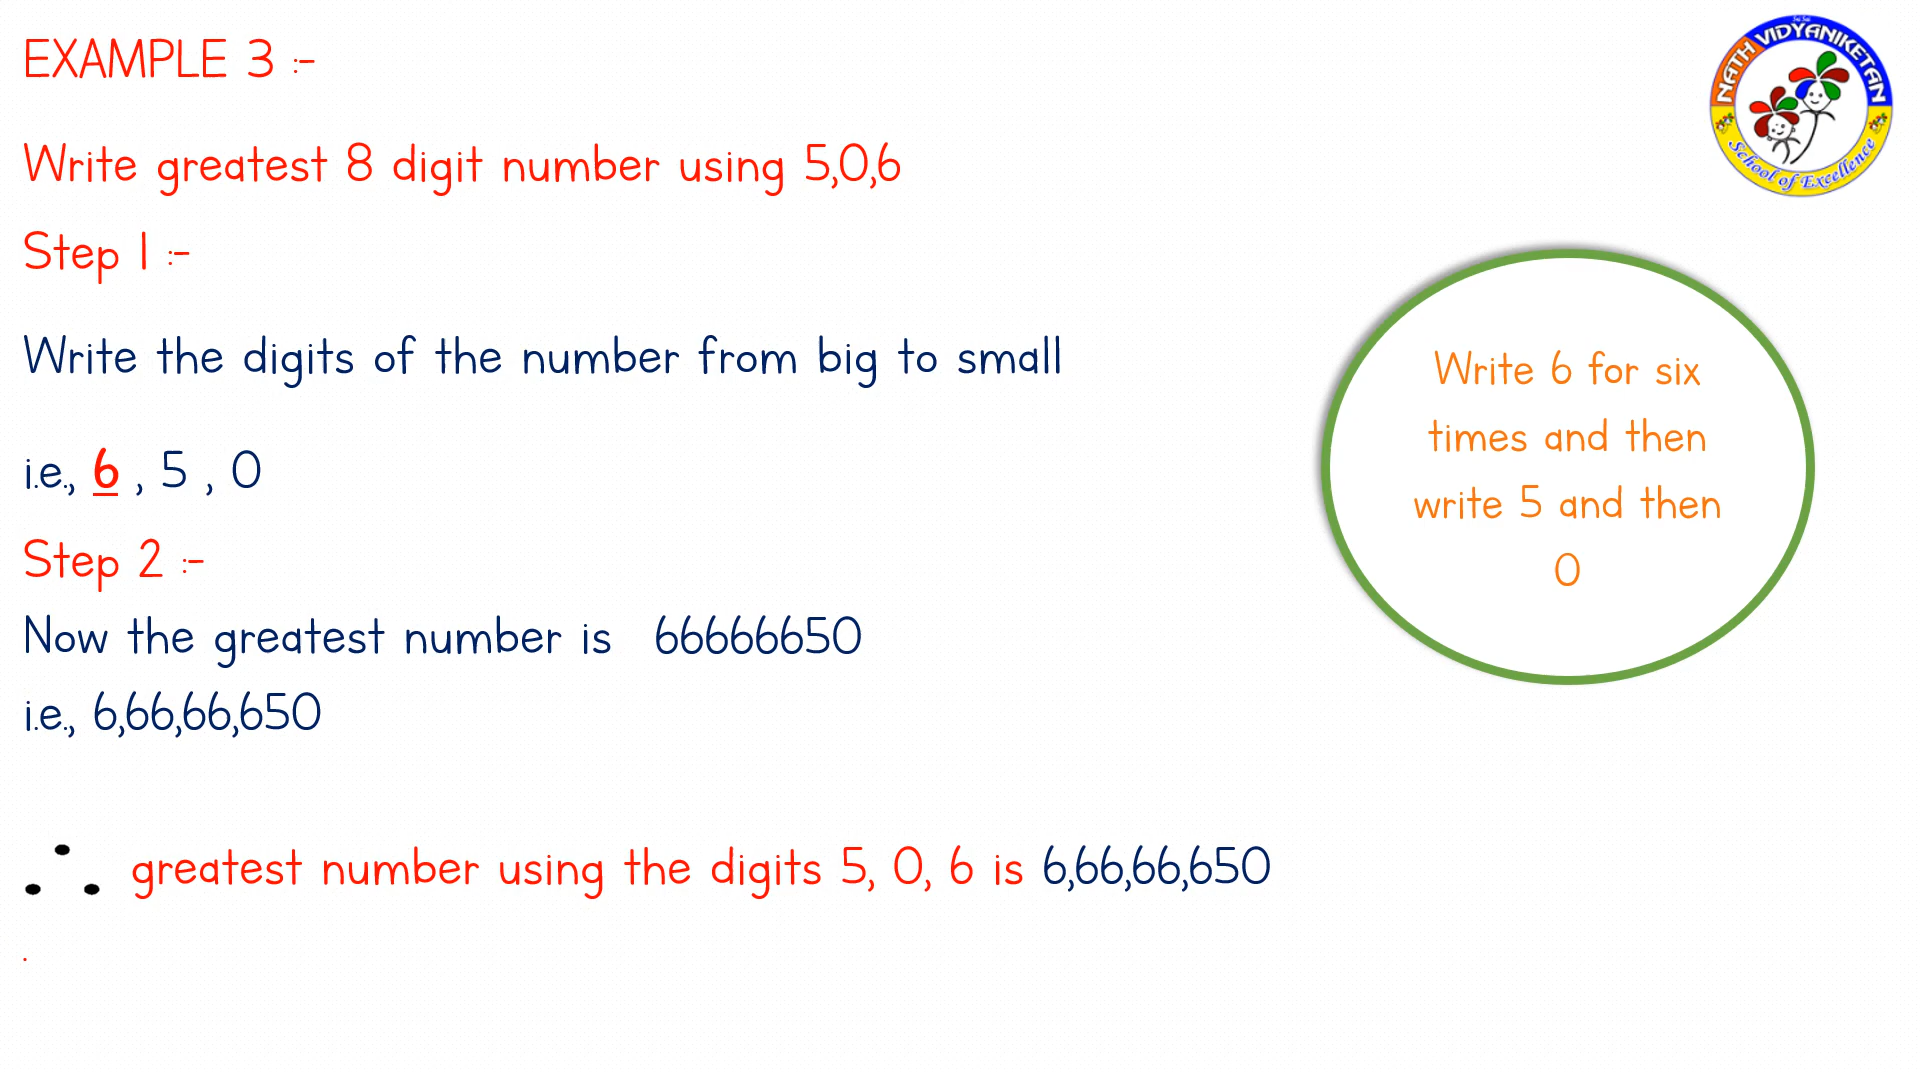 EXAMPLE 3 :-
Write greatest 8 digit number using 5,0,6
Step 1 :-
Write the digits of the number from big to small
i.e., 6 , 5 , 0
Step 2 :-
Now the greatest number is 66666650
i.e., 6,66,66,650
∴ greatest number using the digits 5, 0, 6 is 6,66,66,650
.
Write 6 for six
times and then
write 5 and then
0
Sri Sai
NATH VIDYANIKETAN
School of Excellence